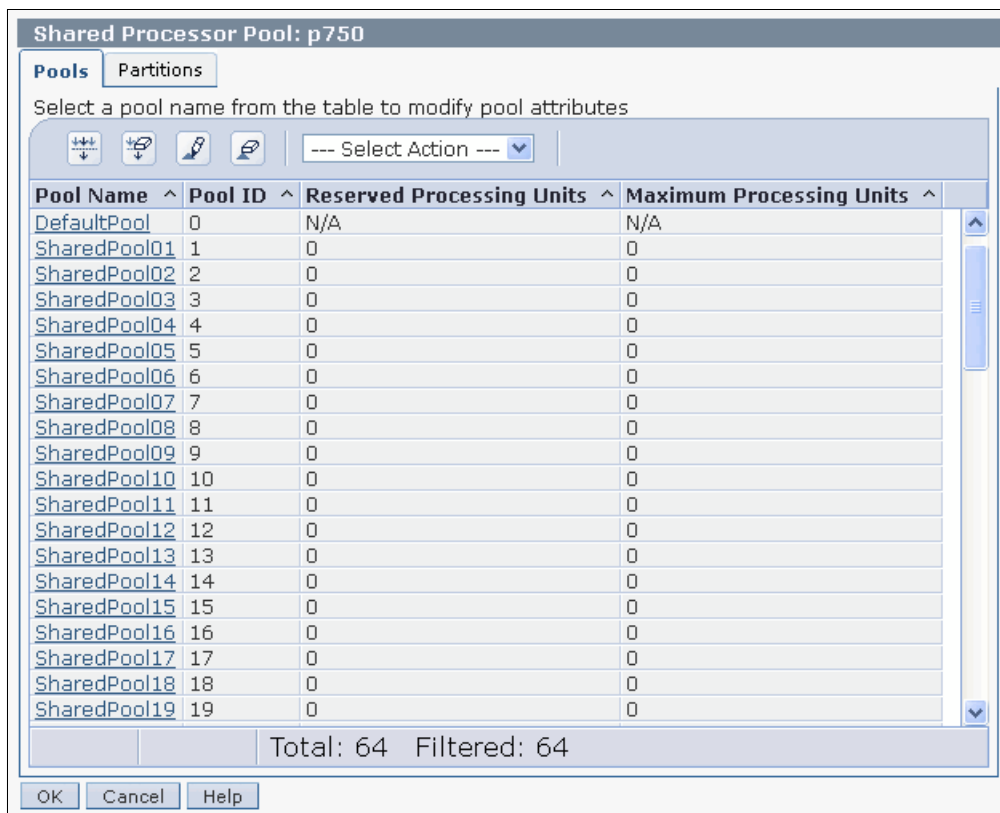 Shared Processor Pool: p750
Pools Partitions
Select a pool name from the table to modify pool attributes
--- Select Action ---
Pool Name ^ Pool ID ^ Reserved Processing Units ^ Maximum Processing Units ^
DefaultPool 0 N/A N/A
SharedPool01 1 0 0
SharedPool02 2 0 0
SharedPool03 3 0 0
SharedPool04 4 0 0
SharedPool05 5 0 0
SharedPool06 6 0 0
SharedPool07 7 0 0
SharedPool08 8 0 0
SharedPool09 9 0 0
SharedPool10 10 0 0
SharedPool11 11 0 0
SharedPool12 12 0 0
SharedPool13 13 0 0
SharedPool14 14 0 0
SharedPool15 15 0 0
SharedPool16 16 0 0
SharedPool17 17 0 0
SharedPool18 18 0 0
SharedPool19 19 0 0
Total: 64 Filtered: 64
OK Cancel Help